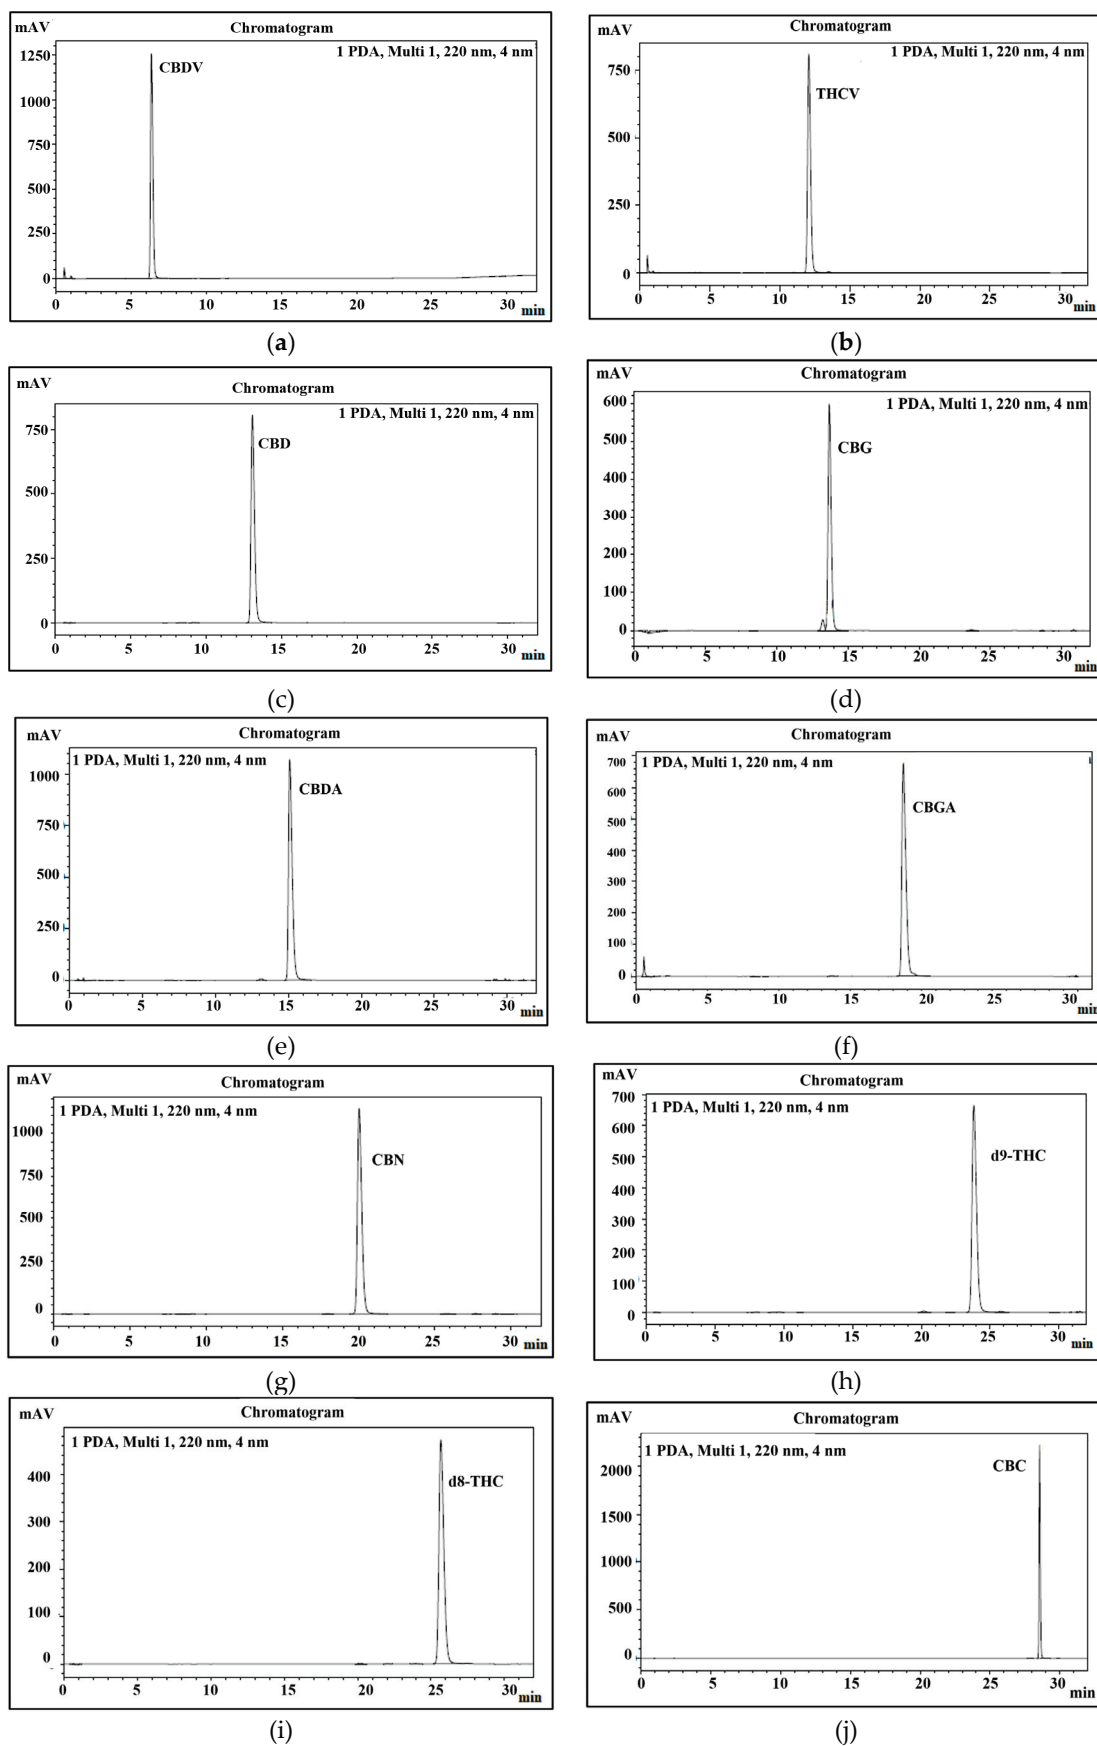 mAV
Chromatogram
1 PDA, Multi 1, 220 nm, 4 nm
1250
1000
750
500
250
0
CBDV
0 5 10 15 20 25 30
min
(a)
mAV
Chromatogram
1 PDA, Multi 1, 220 nm, 4 nm
750
500
250
0
THCV
0 5 10 15 20 25 30
min
(b)
mAV
Chromatogram
1 PDA, Multi 1, 220 nm, 4 nm
750
500
250
0
CBD
0 5 10 15 20 25 30
min
(c)
mAV
Chromatogram
1 PDA, Multi 1, 220 nm, 4 nm
600
500
400
300
200
100
0
CBG
0 5 10 15 20 25 30
min
(d)
mAV
Chromatogram
1 PDA, Multi 1, 220 nm, 4 nm
1000
750
500
250
0
CBDA
0 5 10 15 20 25 30
min
(e)
mAV
Chromatogram
1 PDA, Multi 1, 220 nm, 4 nm
700
600
500
400
300
200
100
0
CBGA
0 5 10 15 20 25 30
min
(f)
mAV
Chromatogram
1 PDA, Multi 1, 220 nm, 4 nm
1000
750
500
250
0
CBN
0 5 10 15 20 25 30
min
(g)
mAV
Chromatogram
1 PDA, Multi 1, 220 nm, 4 nm
700
600
500
400
300
200
100
0
d9-THC
0 5 10 15 20 25 30
min
(h)
mAV
Chromatogram
1 PDA, Multi 1, 220 nm, 4 nm
400
300
200
100
0
d8-THC
0 5 10 15 20 25 30
min
(i)
mAV
Chromatogram
1 PDA, Multi 1, 220 nm, 4 nm
2000
1500
1000
500
0
CBC
0 5 10 15 20 25 30
min
(j)